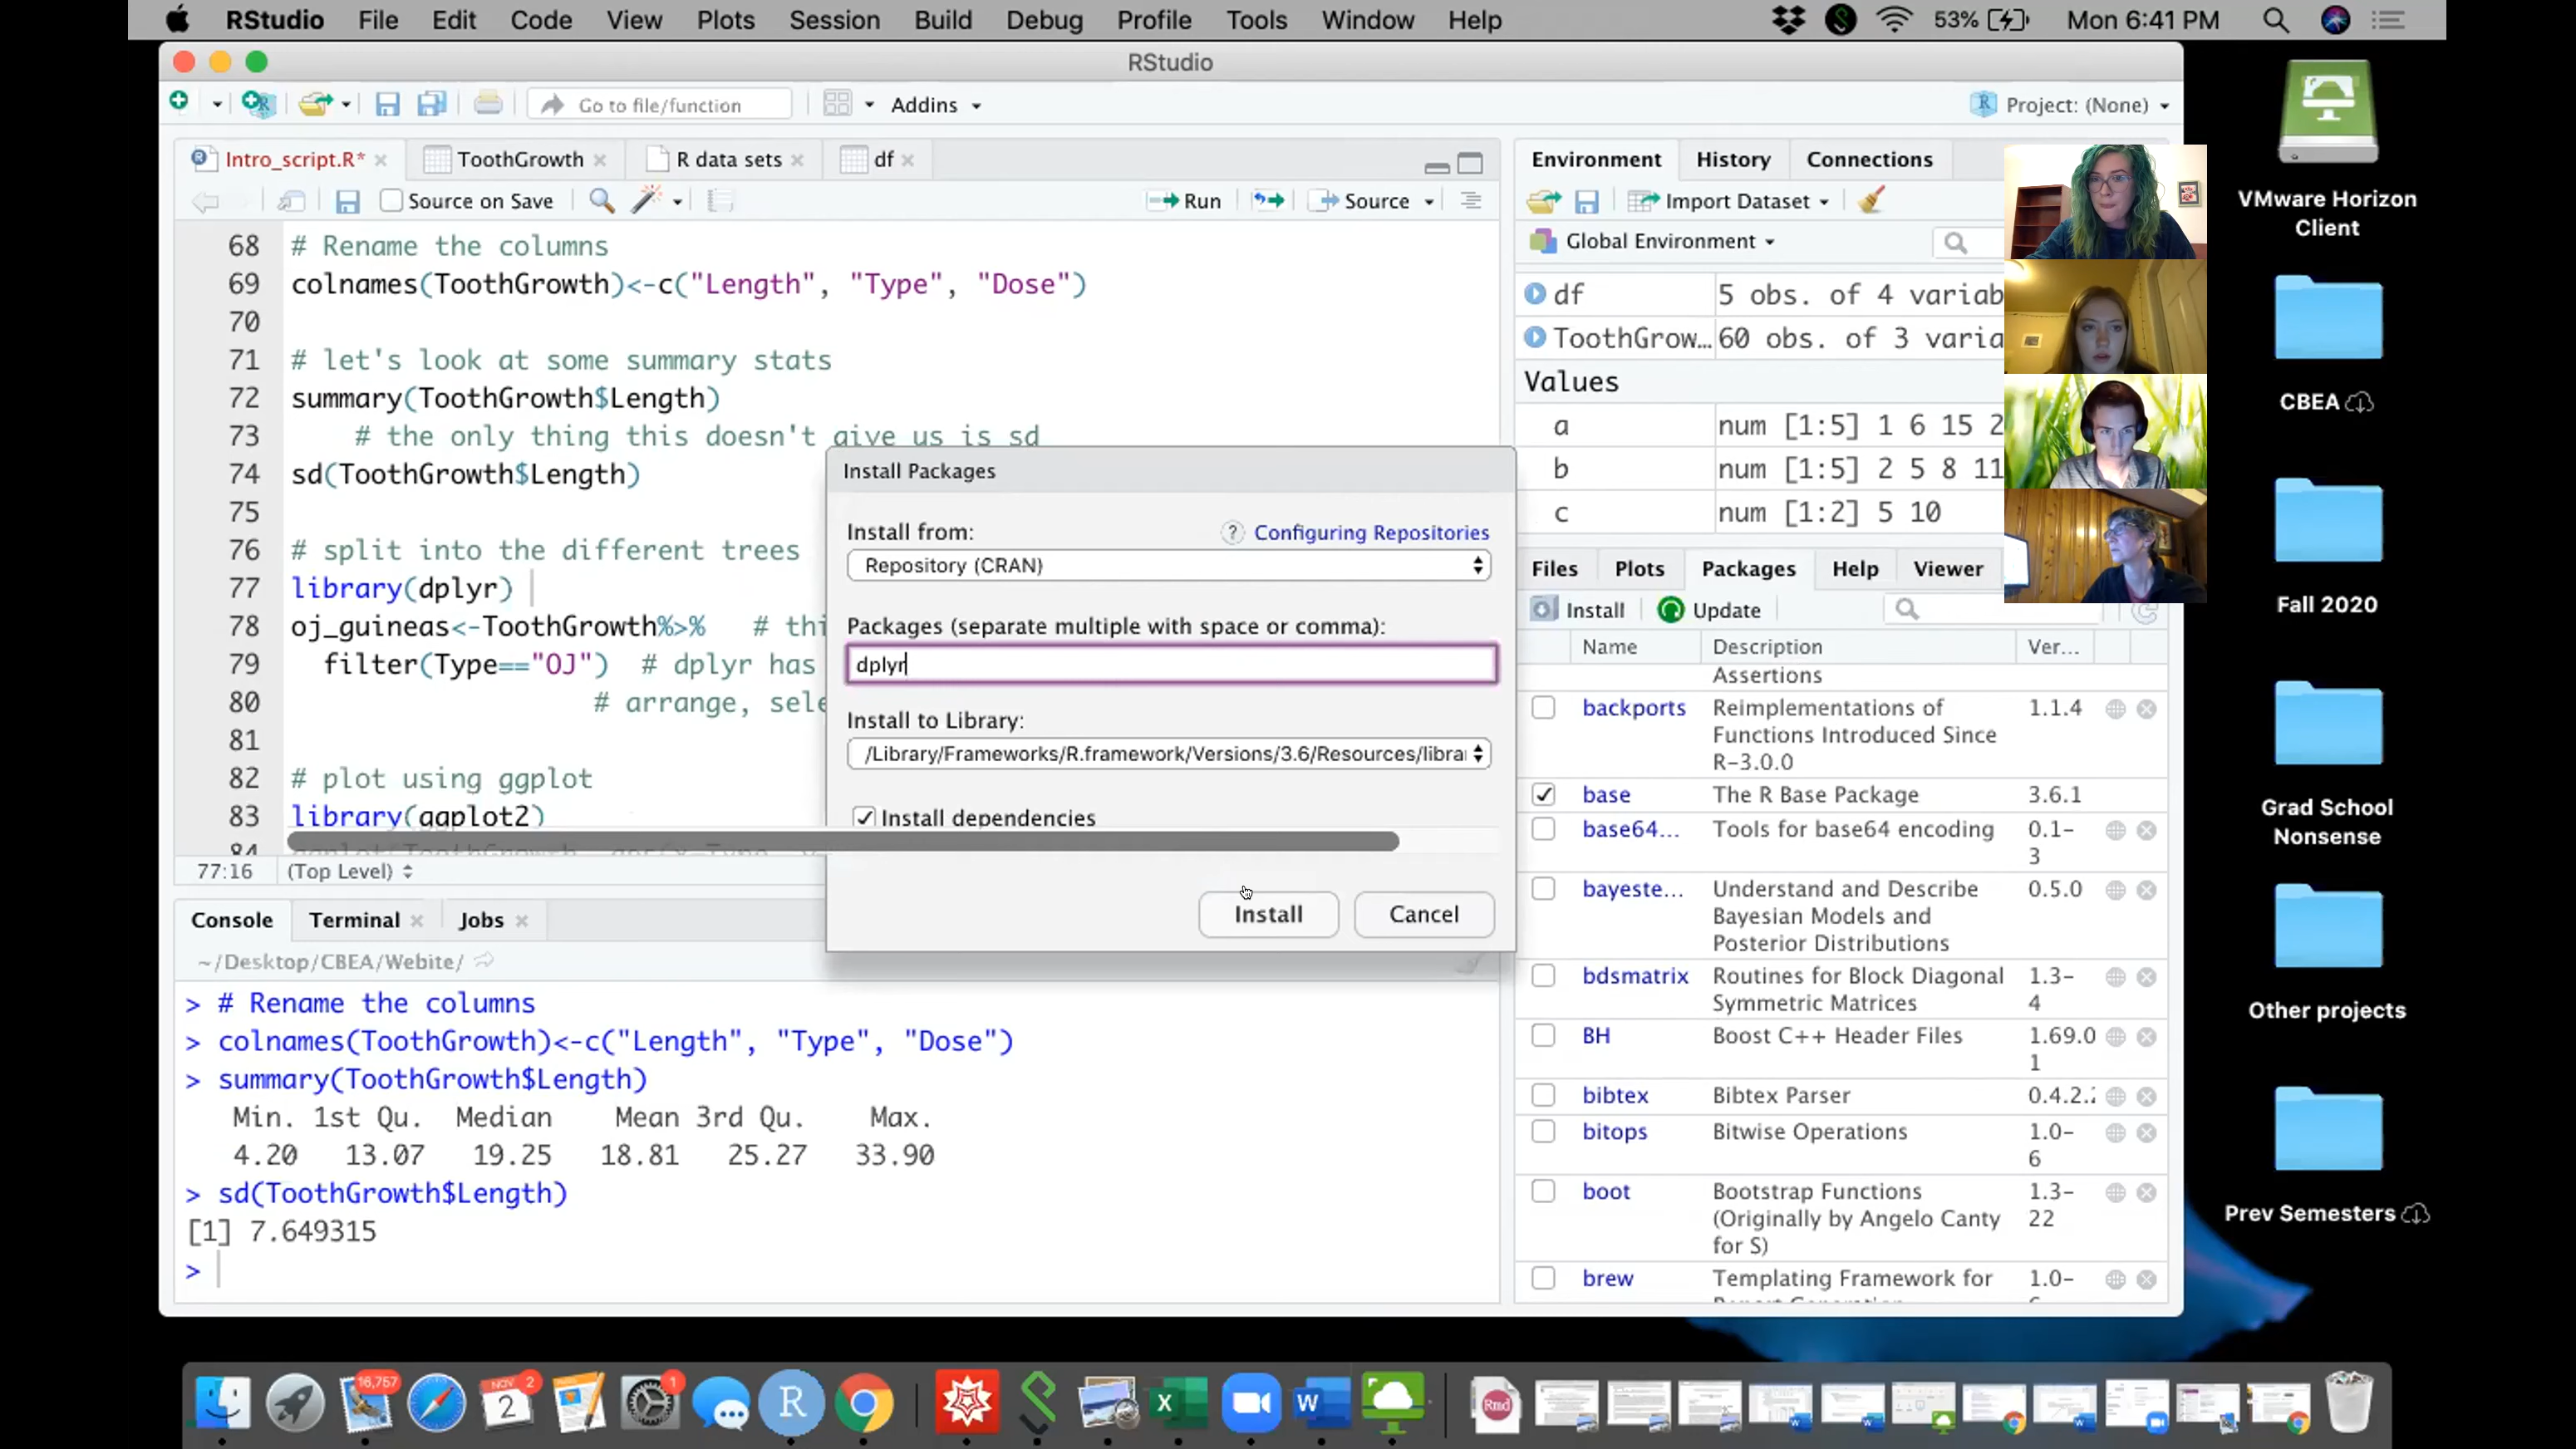 RStudio File Edit Code View Plots Session Build Debug Profile Tools Window Help 53% Mon 6:41 PM
RStudio
Go to file/function Addins Project: (None)
Intro_script.R* ToothGrowth R data sets df
Source on Save Run Source
68 # Rename the columns
69 colnames(ToothGrowth)<-c("Length", "Type", "Dose")
70
71 # let's look at some summary stats
72 summary(ToothGrowth$Length)
73 # the only thing this doesn't give us is sd
74 sd(ToothGrowth$Length)
75
76 # split into the different trees
77 library(dplyr)
78 oj_guineas<-ToothGrowth%>% # thi
79 filter(Type=="OJ") # dplyr has
80 # arrange, sele
81
82 # plot using ggplot
83 library(ggplot2)
84
77:16 (Top Level)
Install Packages
Install from: Configuring Repositories
Repository (CRAN)
Packages (separate multiple with space or comma):
dplyr
Install to Library:
/Library/Frameworks/R.framework/Versions/3.6/Resources/librar
Install dependencies
Install Cancel
Console Terminal Jobs
~/Desktop/CBEA/Webite/
> # Rename the columns
> colnames(ToothGrowth)<-c("Length", "Type", "Dose")
> summary(ToothGrowth$Length)
Min. 1st Qu. Median Mean 3rd Qu. Max.
4.20 13.07 19.25 18.81 25.27 33.90
> sd(ToothGrowth$Length)
[1] 7.649315
>
Environment History Connections
Import Dataset
Global Environment
df 5 obs. of 4 variab
ToothGrow… 60 obs. of 3 varia
Values
a num [1:5] 1 6 15 2
b num [1:5] 2 5 8 11
c num [1:2] 5 10
Files Plots Packages Help Viewer
Install Update
Name Description Ver…
Assertions
backports Reimplementations of 1.1.4
Functions Introduced Since
R-3.0.0
base The R Base Package 3.6.1
base64… Tools for base64 encoding 0.1-
3
bayeste… Understand and Describe 0.5.0
Bayesian Models and
Posterior Distributions
bdsmatrix Routines for Block Diagonal 1.3-
Symmetric Matrices 4
BH Boost C++ Header Files 1.69.0
1
bibtex Bibtex Parser 0.4.2.
bitops Bitwise Operations 1.0-
6
boot Bootstrap Functions 1.3-
(Originally by Angelo Canty 22
for S)
brew Templating Framework for 1.0-
VMware Horizon
Client
CBEA
Fall 2020
Grad School
Nonsense
Other projects
Prev Semesters
16,757
NOV 2
2
1
R
X
W
Rmd